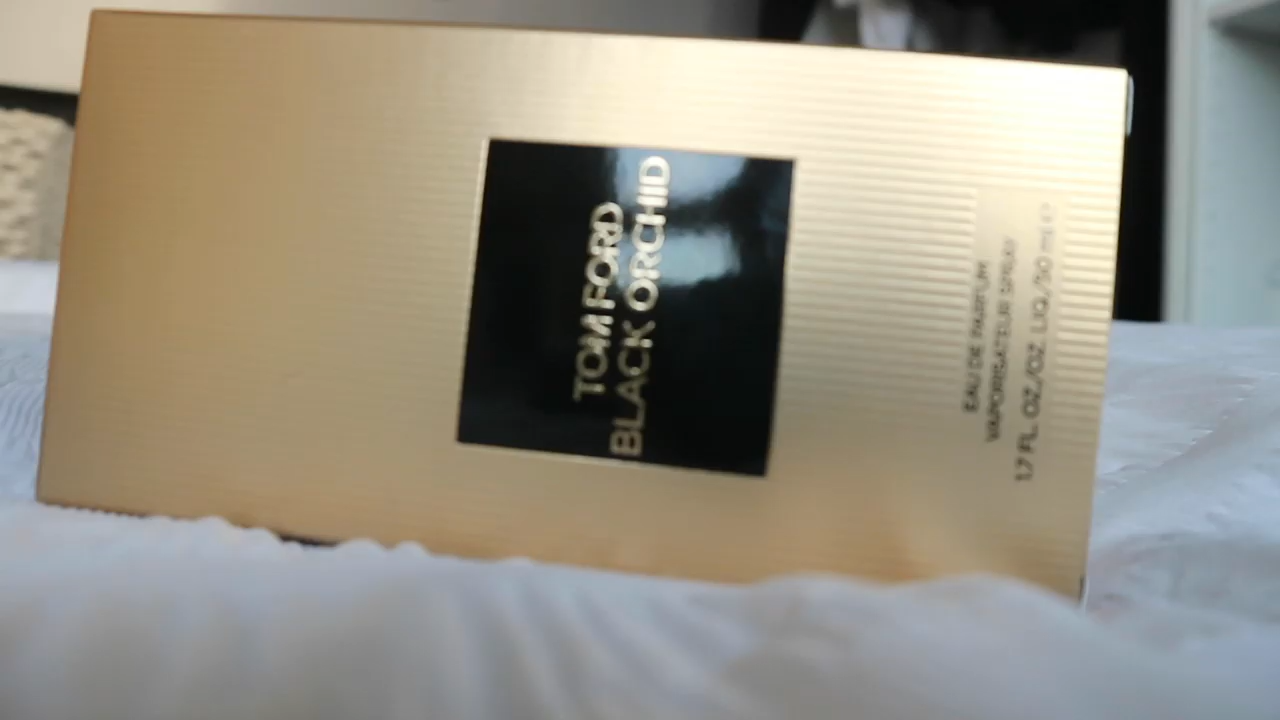 TOM FORD
BLACK ORCHID
EAU DE PARFUM
VAPORISATEUR SPRAY
1.7 FL. OZ./OZ. LIQ./50 ml e